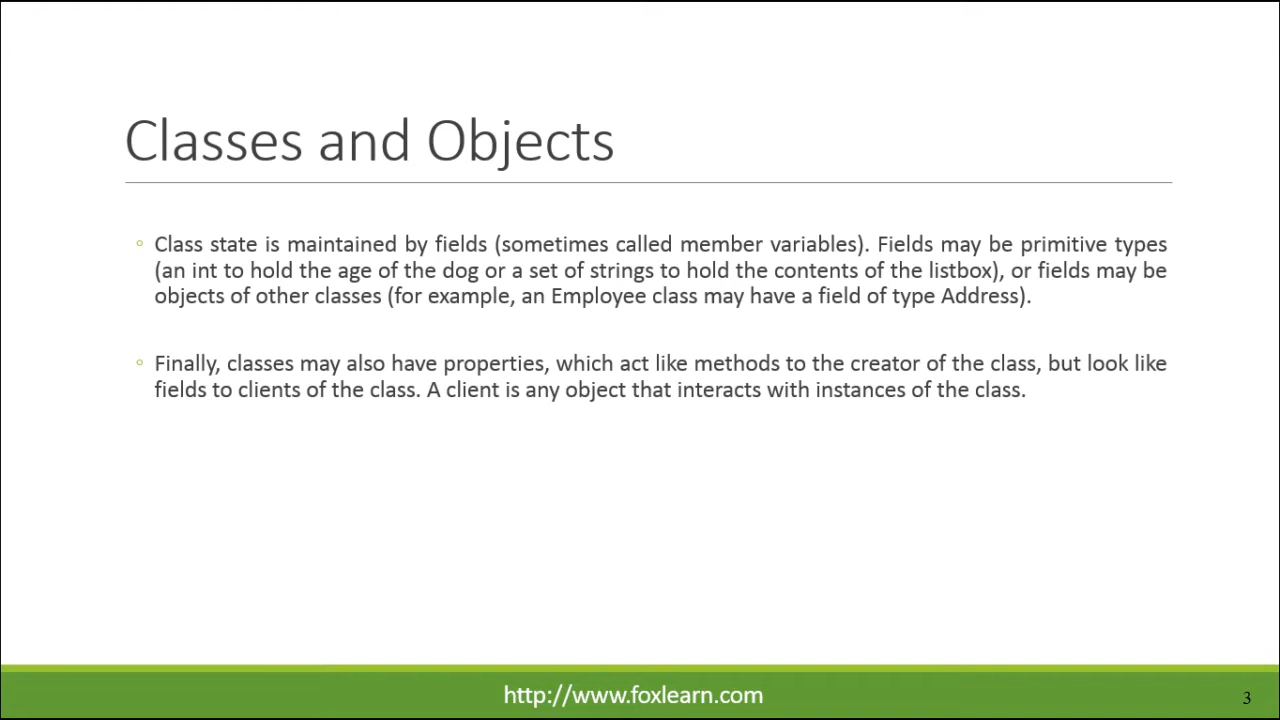 Classes and Objects
◦ Class state is maintained by fields (sometimes called member variables). Fields may be primitive types
(an int to hold the age of the dog or a set of strings to hold the contents of the listbox), or fields may be
objects of other classes (for example, an Employee class may have a field of type Address).
◦ Finally, classes may also have properties, which act like methods to the creator of the class, but look like
fields to clients of the class. A client is any object that interacts with instances of the class.
http://www.foxlearn.com
3